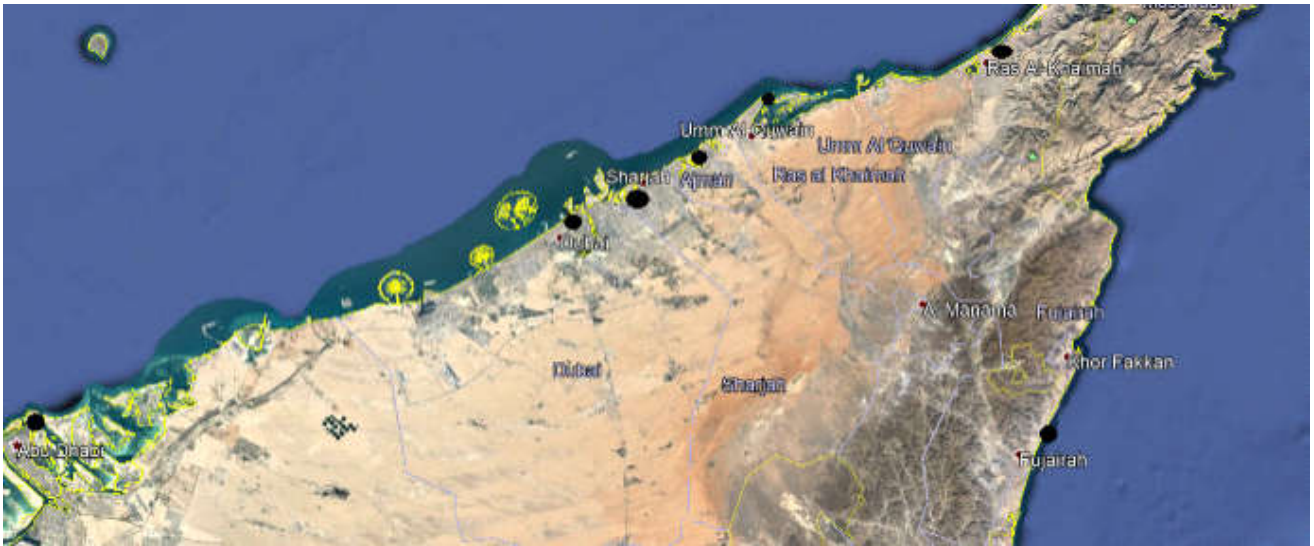 Ras Al-Khaimah
Umm Al Quwain
Umm Al Quwain
Sharjah
Ajman
Ras al Khaimah
Dubai
Al Manama
Fujairah
Khor Fakkan
Dubai
Sharjah
Abu Dhabi
Fujairah